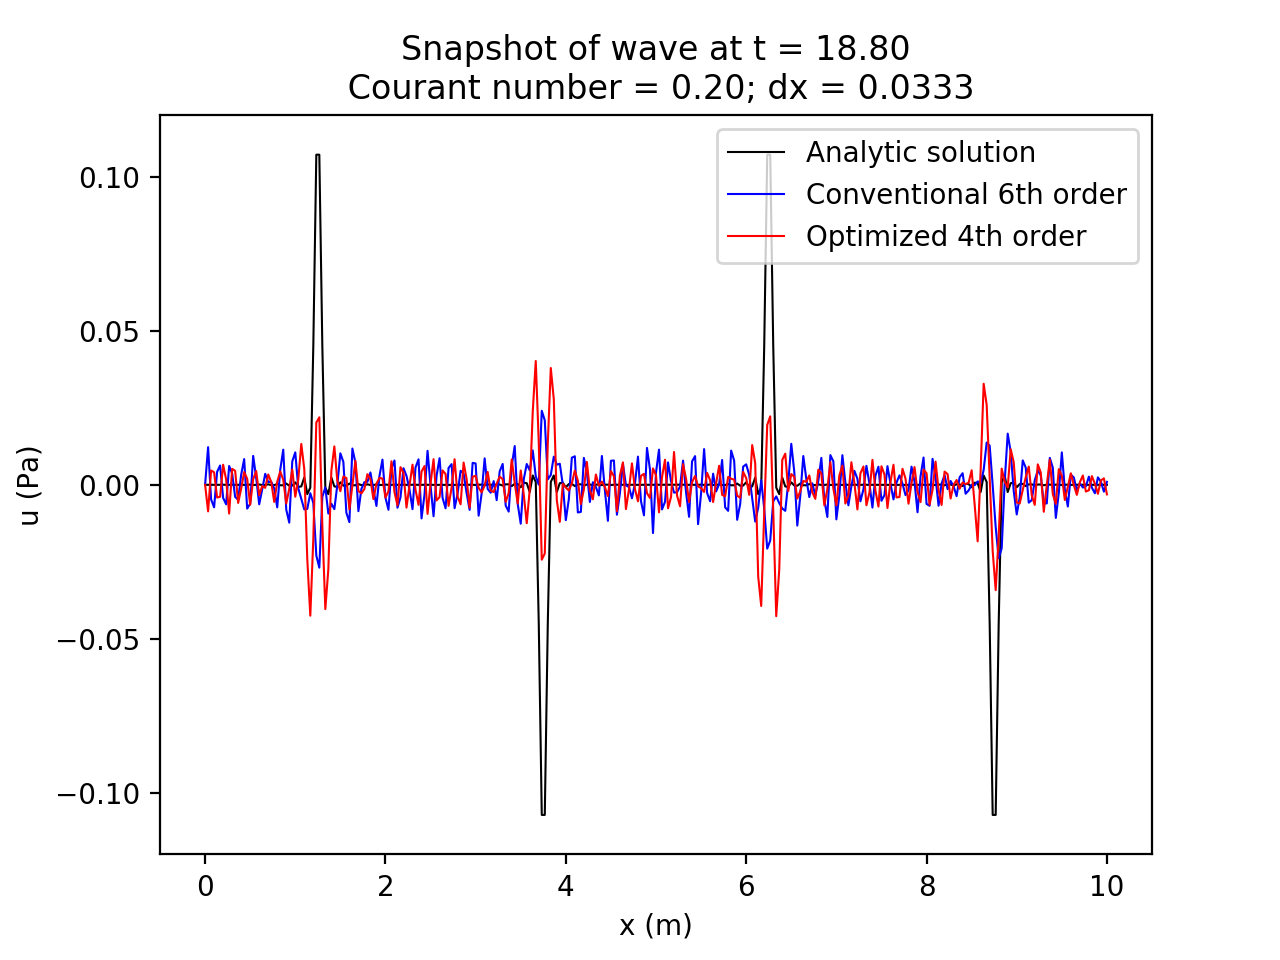 Snapshot of wave at t = 18.80
Courant number = 0.20; dx = 0.0333
Analytic solution
Conventional 6th order
Optimized 4th order
0.10
0.05
0.00
−0.05
−0.10
u (Pa)
0 2 4 6 8 10
x (m)